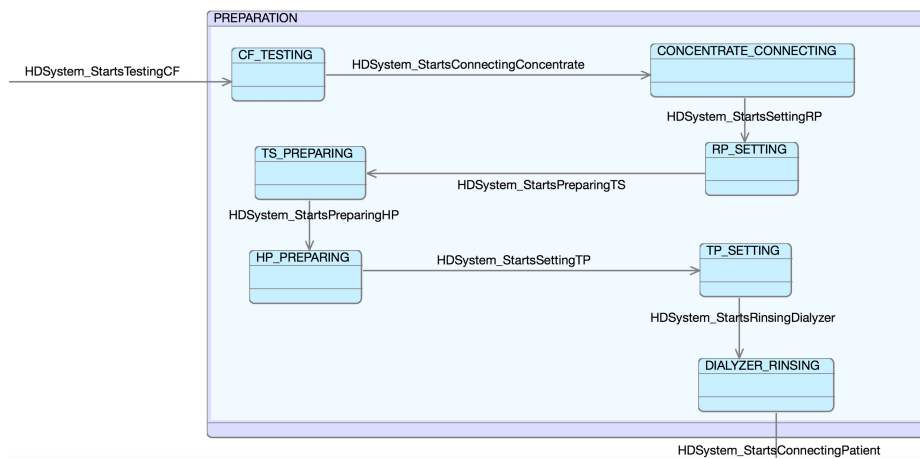 PREPARATION
CF_TESTING
CONCENTRATE_CONNECTING
HDSystem_StartsTestingCF
HDSystem_StartsConnectingConcentrate
HDSystem_StartsSettingRP
TS_PREPARING
RP_SETTING
HDSystem_StartsPreparingTS
HDSystem_StartsPreparingHP
HP_PREPARING
HDSystem_StartsSettingTP
TP_SETTING
HDSystem_StartsRinsingDialyzer
DIALYZER_RINSING
HDSystem_StartsConnectingPatient